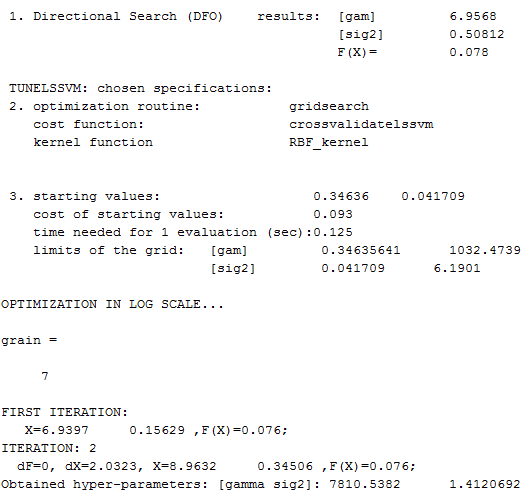 1. Directional Search (DFO) results: [gam] 6.9568
[sig2] 0.50812
F(X)= 0.078
TUNELSSVM: chosen specifications:
2. optimization routine: gridsearch
cost function: crossvalidatelssvm
kernel function RBF_kernel
3. starting values: 0.34636 0.041709
cost of starting values: 0.093
time needed for 1 evaluation (sec):0.125
limits of the grid: [gam] 0.34635641 1032.4739
[sig2] 0.041709 6.1901
OPTIMIZATION IN LOG SCALE...
grain =
7
FIRST ITERATION:
X=6.9397 0.15629 ,F(X)=0.076;
ITERATION: 2
dF=0, dX=2.0323, X=8.9632 0.34506 ,F(X)=0.076;
Obtained hyper-parameters: [gamma sig2]: 7810.5382 1.4120692